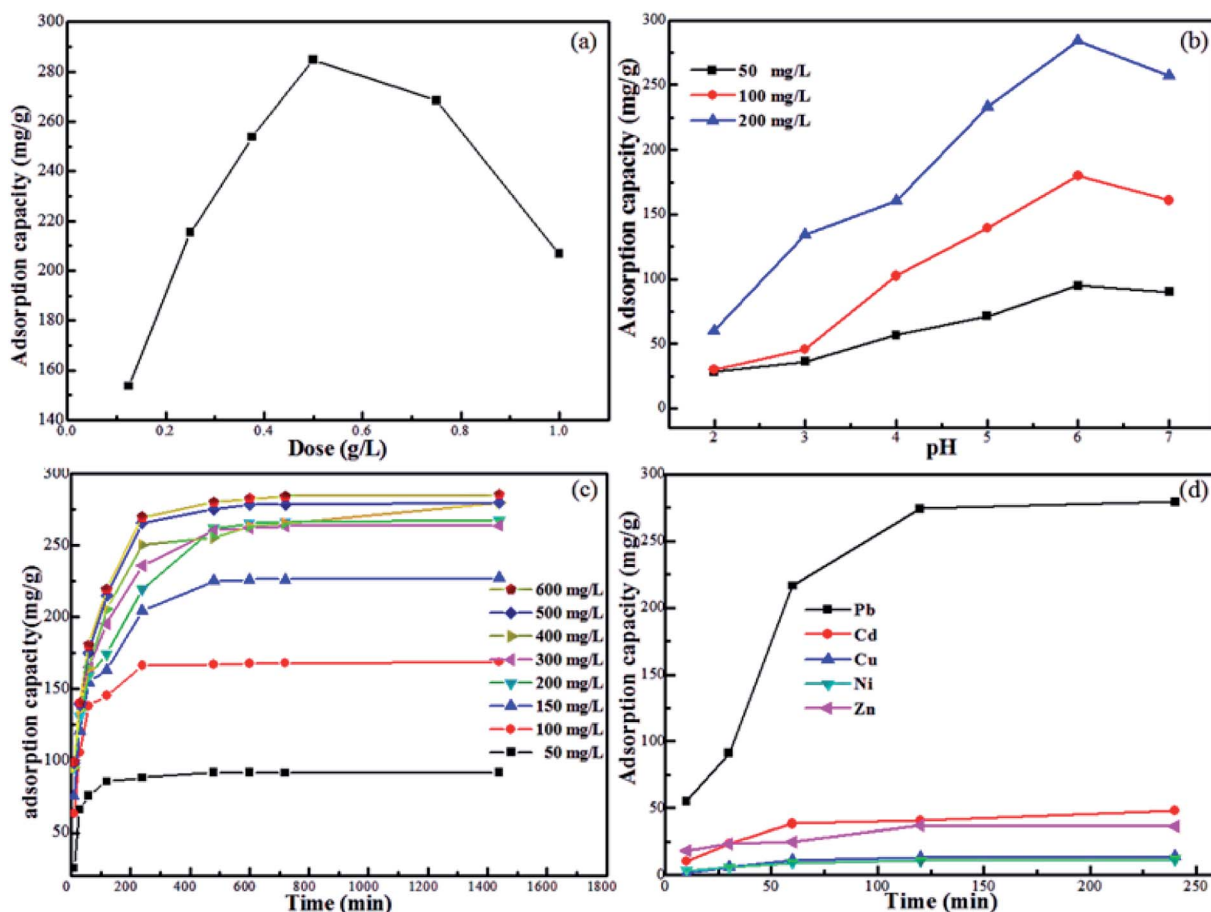 (a)
Adsorption capacity (mg/g)
300
280
260
240
220
200
180
160
140
0.0 0.2 0.4 0.6 0.8 1.0
Dose (g/L)
(b)
Adsorption capacity (mg/g)
300
250
200
150
100
50
0
50 mg/L
100 mg/L
200 mg/L
2 3 4 5 6 7
pH
(c)
adsorption capacity(mg/g)
300
250
200
150
100
50
600 mg/L
500 mg/L
400 mg/L
300 mg/L
200 mg/L
150 mg/L
100 mg/L
50 mg/L
0 200 400 600 800 1000 1200 1400 1600 1800
Time (min)
(d)
Adsorption capacity (mg/g)
300
250
200
150
100
50
0
Pb
Cd
Cu
Ni
Zn
0 50 100 150 200 250
Time (min)